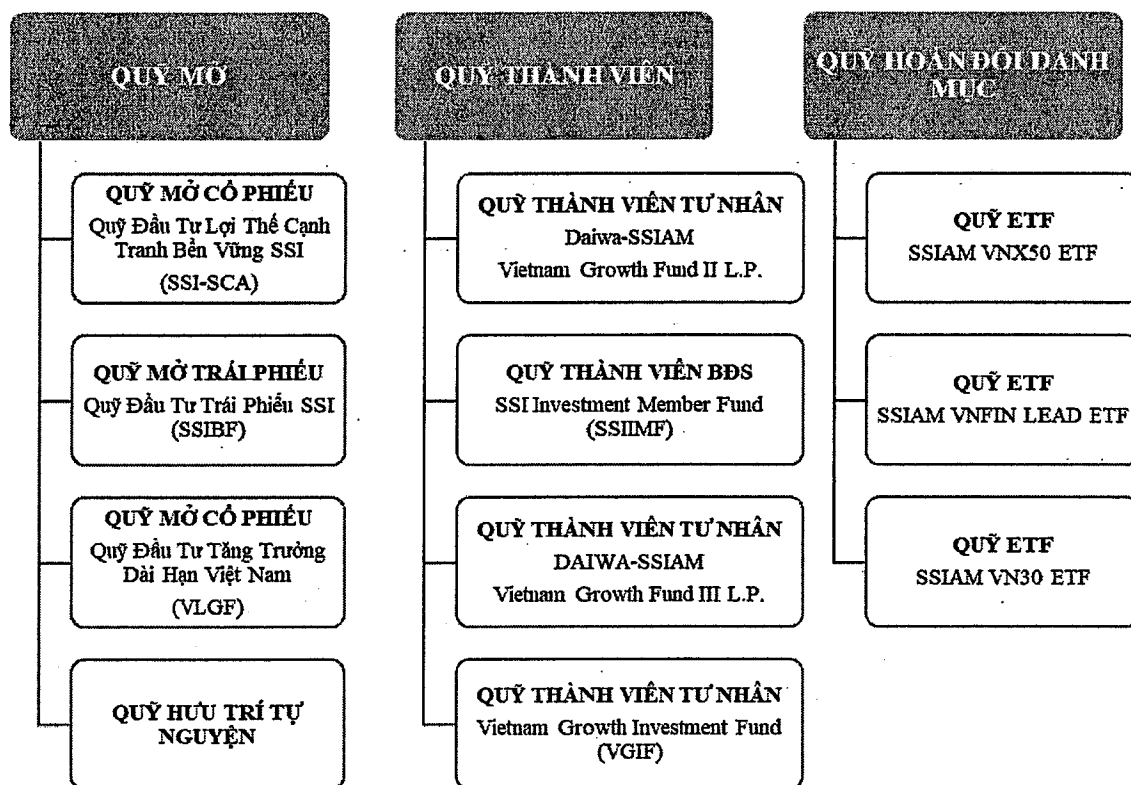 QUỸ MỞ
QUỸ MỞ CỔ PHIẾU
Quỹ Đầu Tư Lợi Thế Cạnh
Tranh Bền Vững SSI
(SSI-SCA)
QUỸ MỞ TRÁI PHIẾU
Quỹ Đầu Tư Trái Phiếu SSI
(SSIBF)
QUỸ MỞ CỔ PHIẾU
Quỹ Đầu Tư Tăng Trưởng
Dài Hạn Việt Nam
(VLGF)
QUỸ HƯU TRÍ TỰ
NGUYỆN
QUỸ THÀNH VIÊN
QUỸ THÀNH VIÊN TƯ NHÂN
Daiwa-SSIAM
Vietnam Growth Fund II L.P.
QUỸ THÀNH VIÊN BĐS
SSI Investment Member Fund
(SSIIMF)
QUỸ THÀNH VIÊN TƯ NHÂN
DAIWA-SSIAM
Vietnam Growth Fund III L.P.
QUỸ THÀNH VIÊN TƯ NHÂN
Vietnam Growth Investment Fund
(VGIF)
QUỸ HOÁN ĐỔI DANH
MỤC
QUỸ ETF
SSIAM VNX50 ETF
QUỸ ETF
SSIAM VNFIN LEAD ETF
QUỸ ETF
SSIAM VN30 ETF